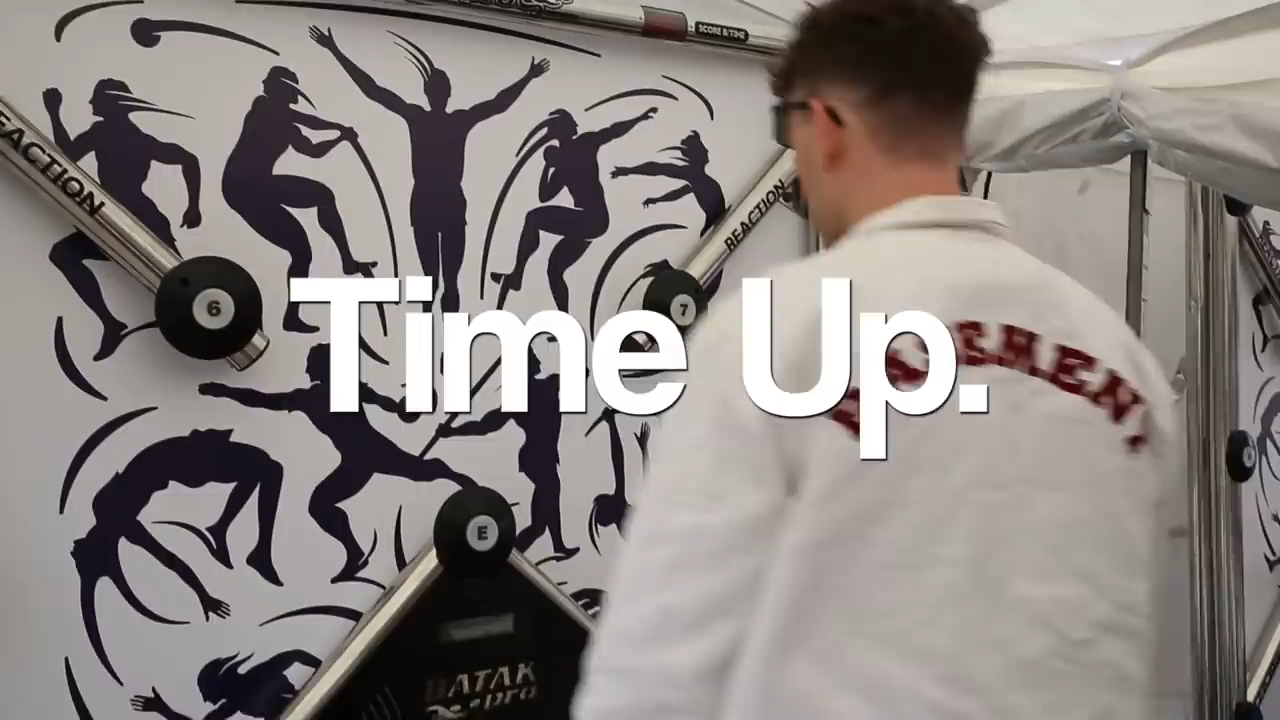 SCORE & TIME
REACTION
REACTION
6
7
Time Up.
E
BATAK
pro